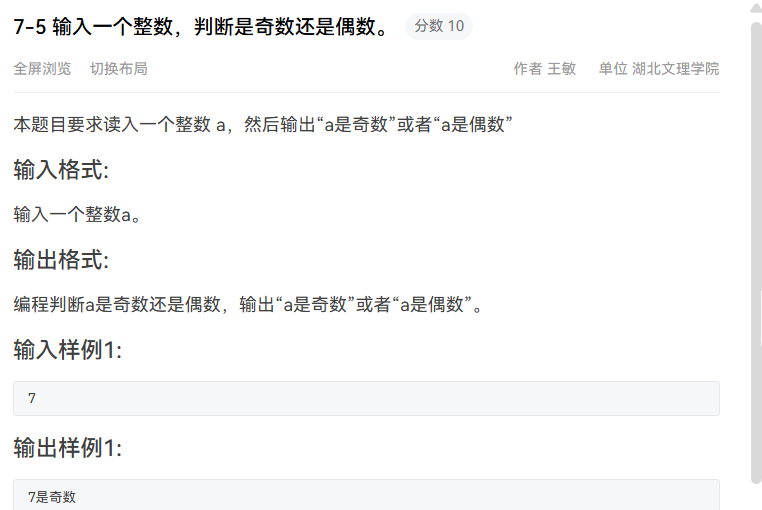 7-5 输入一个整数，判断是奇数还是偶数。 分数 10
全屏浏览 切换布局 作者 王敏 单位 湖北文理学院
本题目要求读入一个整数 a，然后输出“a是奇数”或者“a是偶数”
输入格式:
输入一个整数a。
输出格式:
编程判断a是奇数还是偶数，输出“a是奇数”或者“a是偶数”。
输入样例1:
7
输出样例1:
7是奇数